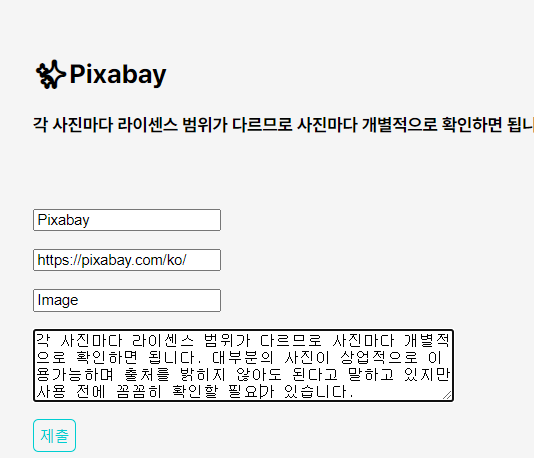 Pixabay
각 사진마다 라이센스 범위가 다르므로 사진마다 개별적으로 확인하면 됩니
Pixabay
https://pixabay.com/ko/
Image
각 사진마다 라이센스 범위가 다르므로 사진마다 개별적
으로 확인하면 됩니다. 대부분의 사진이 상업적으로 이
용가능하며 출처를 밝히지 않아도 된다고 말하고 있지만
사용 전에 꼼꼼히 확인할 필요가 있습니다.
제출